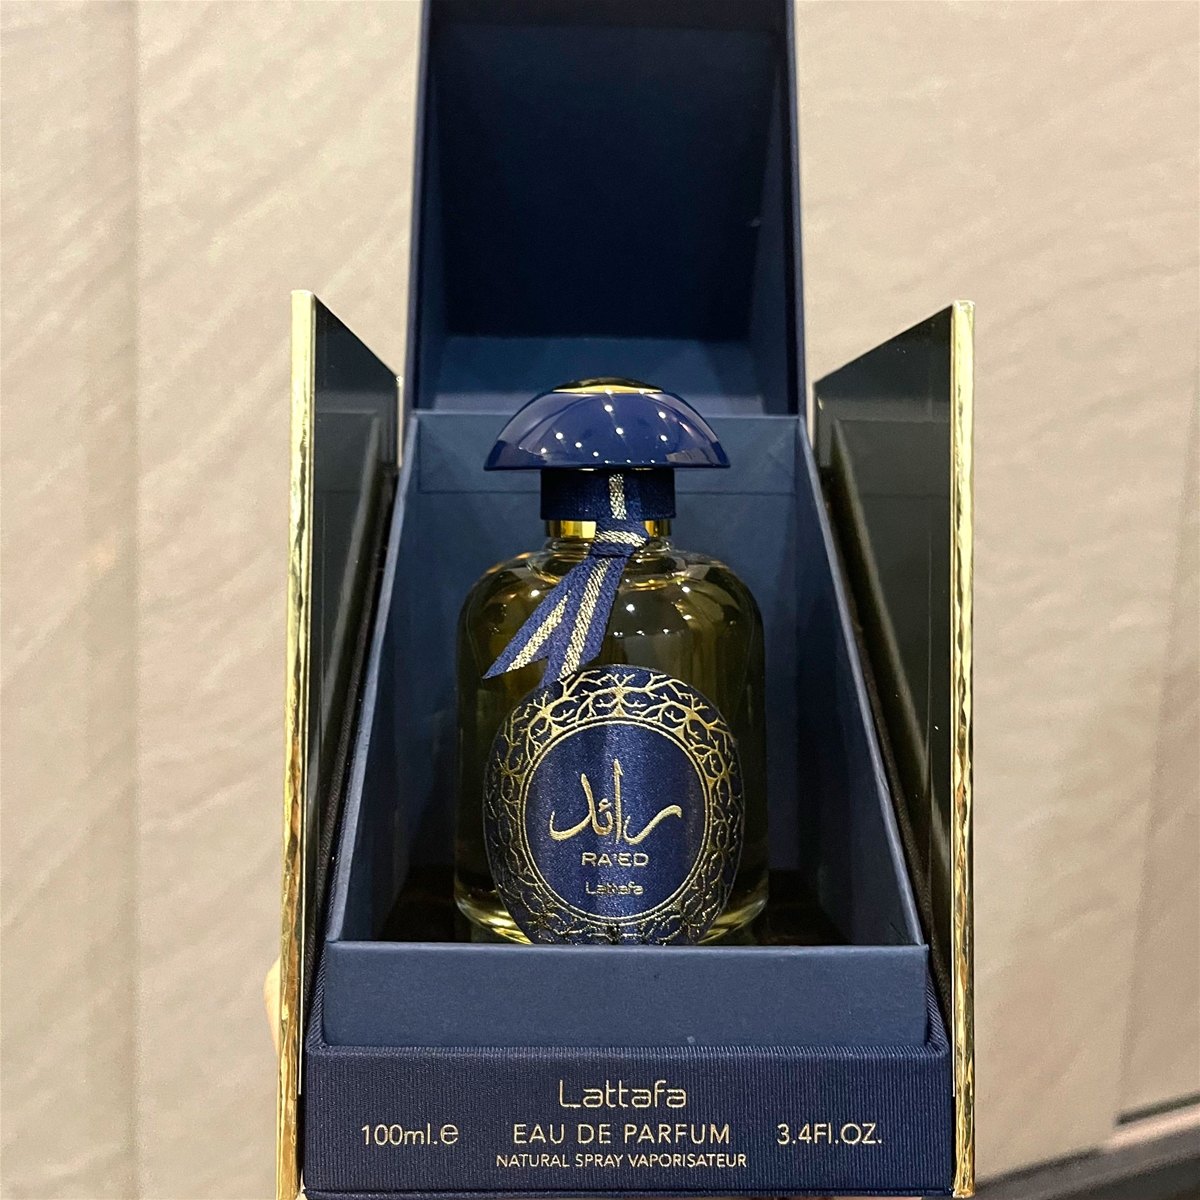 رائد
RA'ED
Lattafa
Lattafa
100ml.e EAU DE PARFUM 3.4Fl.OZ.
NATURAL SPRAY VAPORISATEUR